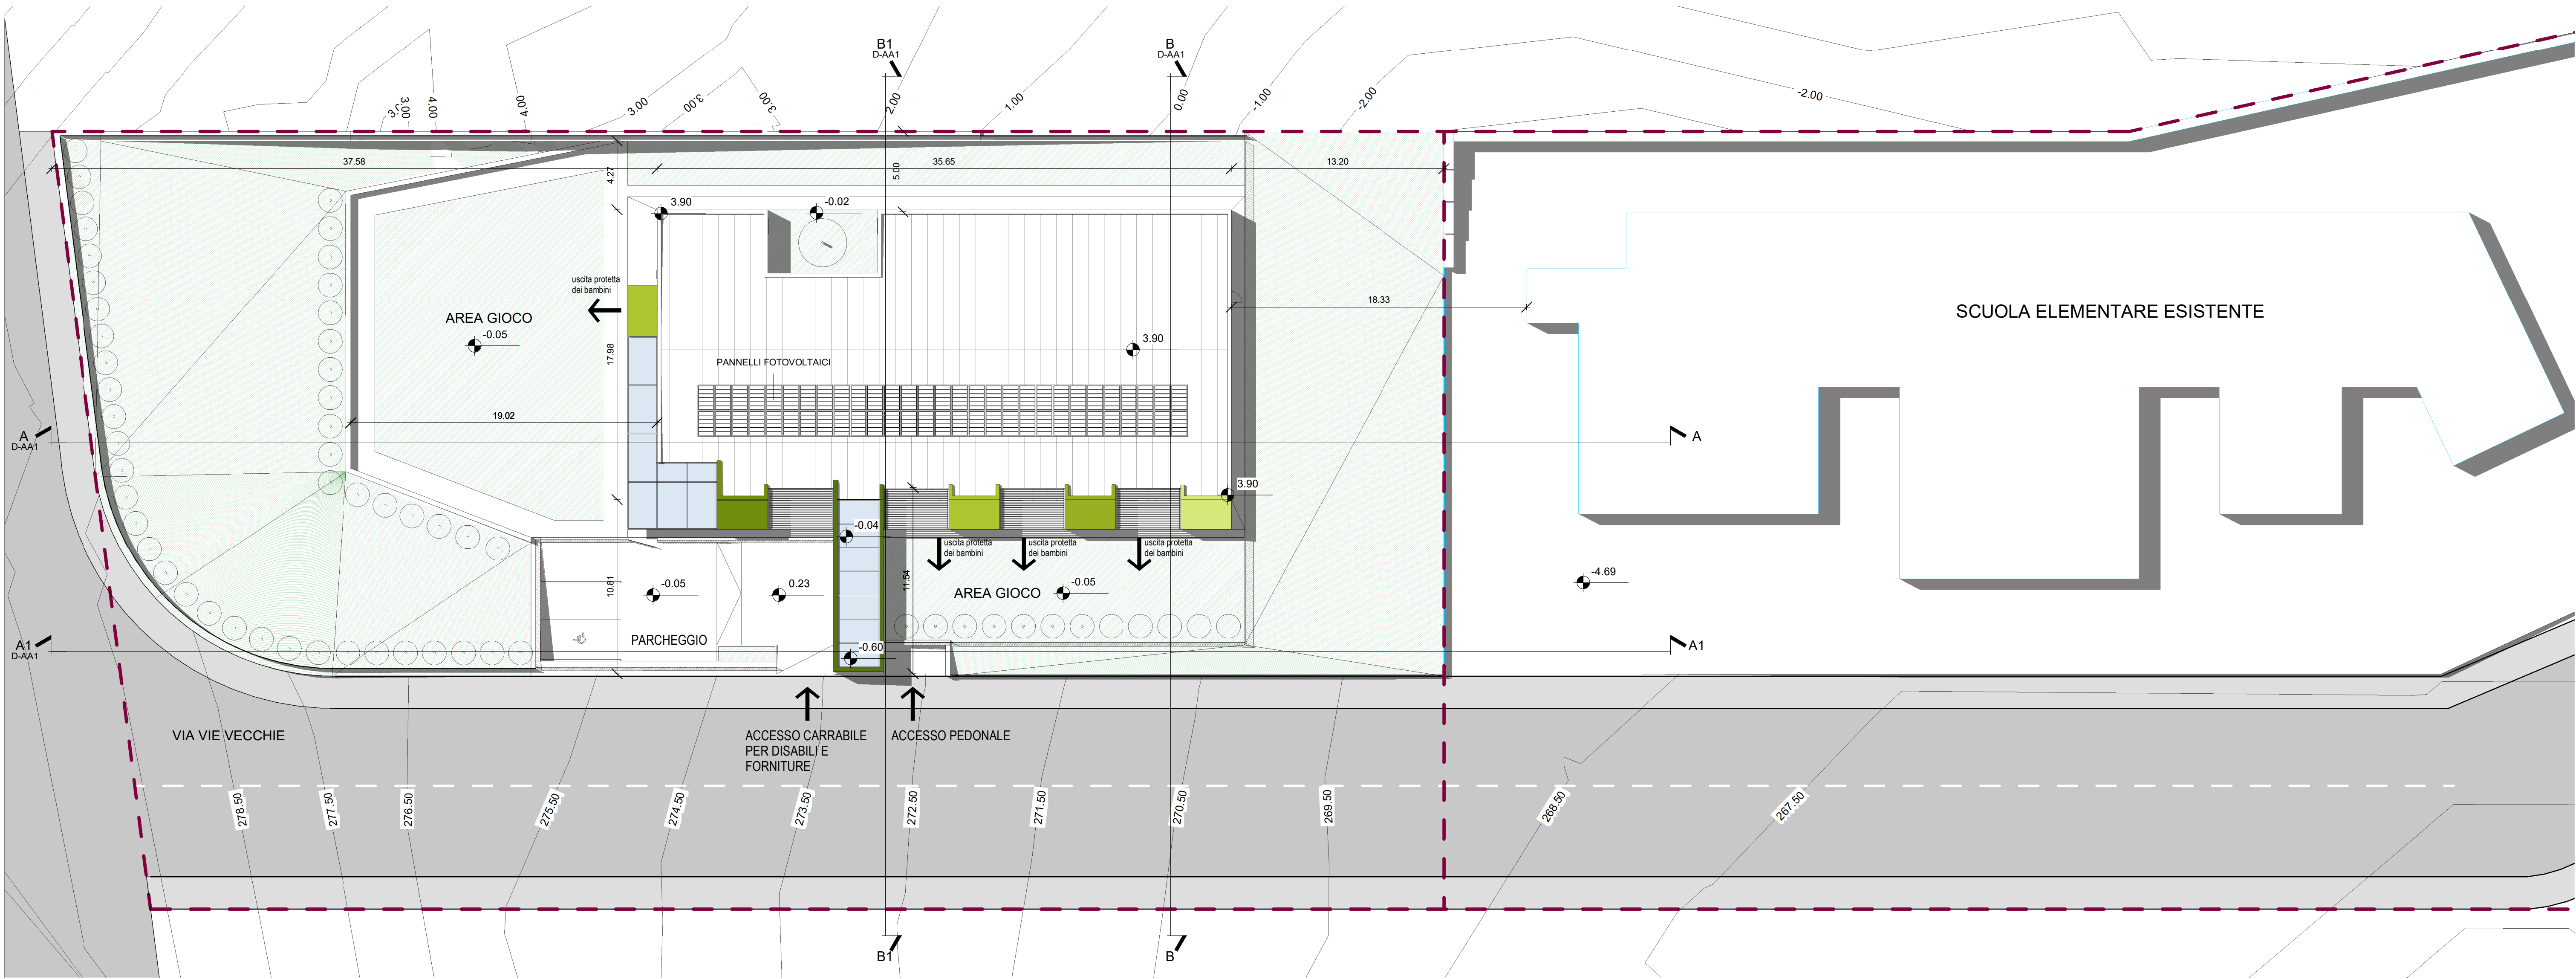 B1
D-AA1
B
D-AA1
3.00
4.00
4.00
3.00
3.00
3.00
2.00
1.00
0.00
-1.00
-2.00
-2.00
37.58
4.27
35.65
5.00
13.20
3.90
-0.02
uscita protetta
dei bambini
AREA GIOCO
-0.05
17.98
PANNELLI FOTOVOLTAICI
3.90
18.33
SCUOLA ELEMENTARE ESISTENTE
19.02
A
D-AA1
A
3.90
-0.04
uscita protetta
dei bambini
uscita protetta
dei bambini
uscita protetta
dei bambini
-0.05
0.23
10.81
11.54
AREA GIOCO
-0.05
-4.69
PARCHEGGIO
-0.60
A1
D-AA1
A1
VIA VIE VECCHIE
ACCESSO CARRABILE
PER DISABILI E
FORNITURE
ACCESSO PEDONALE
278.50
277.50
276.50
275.50
274.50
273.50
272.50
271.50
270.50
269.50
268.50
267.50
B1
B